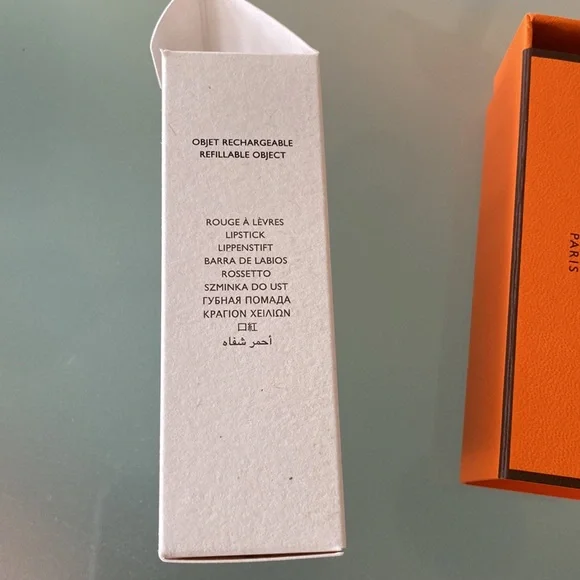 OBJET RECHARGEABLE
REFILLABLE OBJECT
ROUGE À LÈVRES
LIPSTICK
LIPPENSTIFT
BARRA DE LABIOS
ROSSETTO
SZMINKA DO UST
ГУБНАЯ ПОМАДА
ΚΡΑΓΙΟΝ ΧΕΙΛΙΩΝ
口紅
أحمر شفاه
PARIS